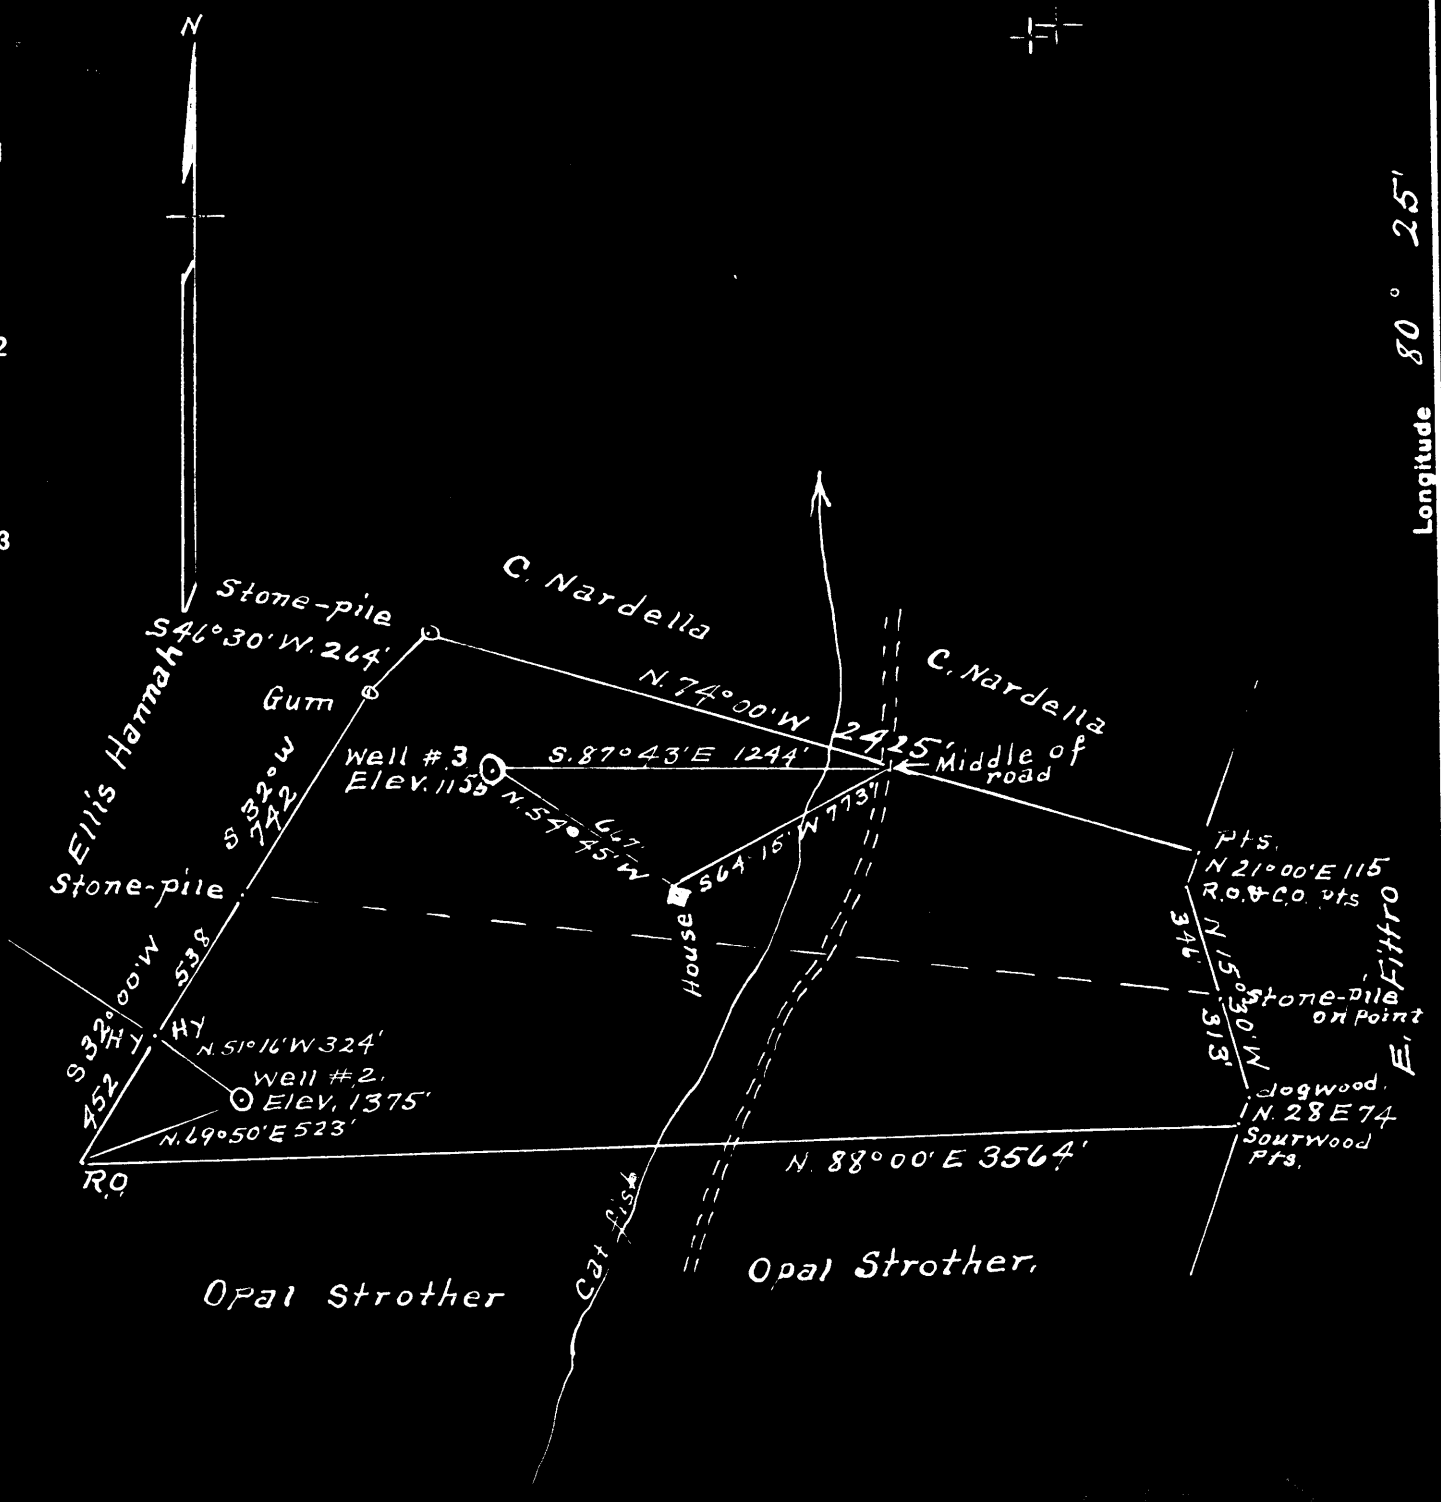 N
80° 25'
Longitude
2
3
Stone-pile
S46°30'W. 264'
C. Nardella
C. Nardella
N. 74°00'W 2425'
Gum
Ellis Hannah
Well #3
Elev. 1155
S. 87°43'E 1244'
Middle of
road
N. 54°45'W
667.
S64 15' W 773'
House
S 32° W
742
Pts.
N 21°00'E 115
R.O. & C.O. pts
E. Fittro
Stone-pile
N 15°30'W
346'
313'
Stone-pile
on Point
S 32°00'W
538
HY
HY
452
N. 51°16'W 324'
Well #2.
Elev. 1375'
N. 69°50'E 523'
dogwood.
N. 28 E 74
Sourwood
Pts.
R.O.
N. 88°00'E 3564'
Cat fish
Opal Strother
Opal Strother.